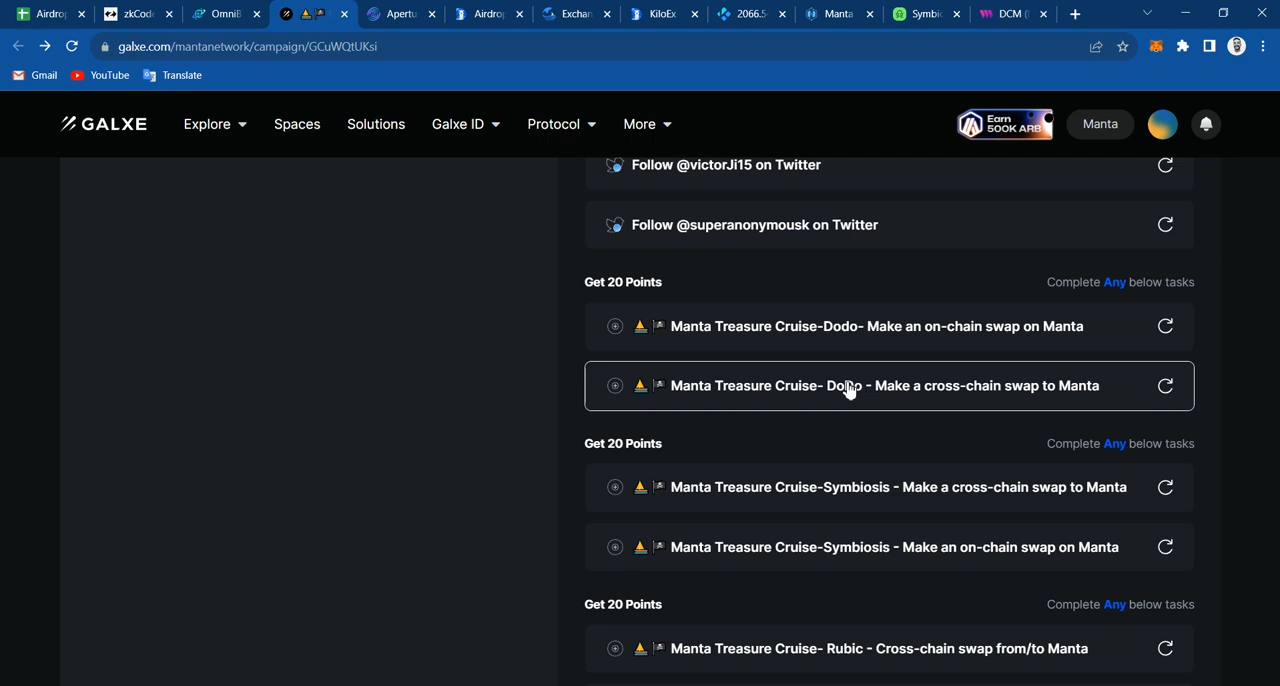 Airdrop
zkCode
OmniB
Apertu
Airdrop
Exchan
KiloEx
2066.5
Manta
Symbic
DCM (
galxe.com/mantanetwork/campaign/GCuWQtUKsi
Gmail
YouTube
Translate
GALXE
Explore
Spaces
Solutions
Galxe ID
Protocol
More
Earn
500K ARB
Manta
Follow @victorJi15 on Twitter
Follow @superanonymousk on Twitter
Get 20 Points
Complete Any below tasks
Manta Treasure Cruise-Dodo- Make an on-chain swap on Manta
Manta Treasure Cruise- Dodo - Make a cross-chain swap to Manta
Get 20 Points
Complete Any below tasks
Manta Treasure Cruise-Symbiosis - Make a cross-chain swap to Manta
Manta Treasure Cruise-Symbiosis - Make an on-chain swap on Manta
Get 20 Points
Complete Any below tasks
Manta Treasure Cruise- Rubic - Cross-chain swap from/to Manta